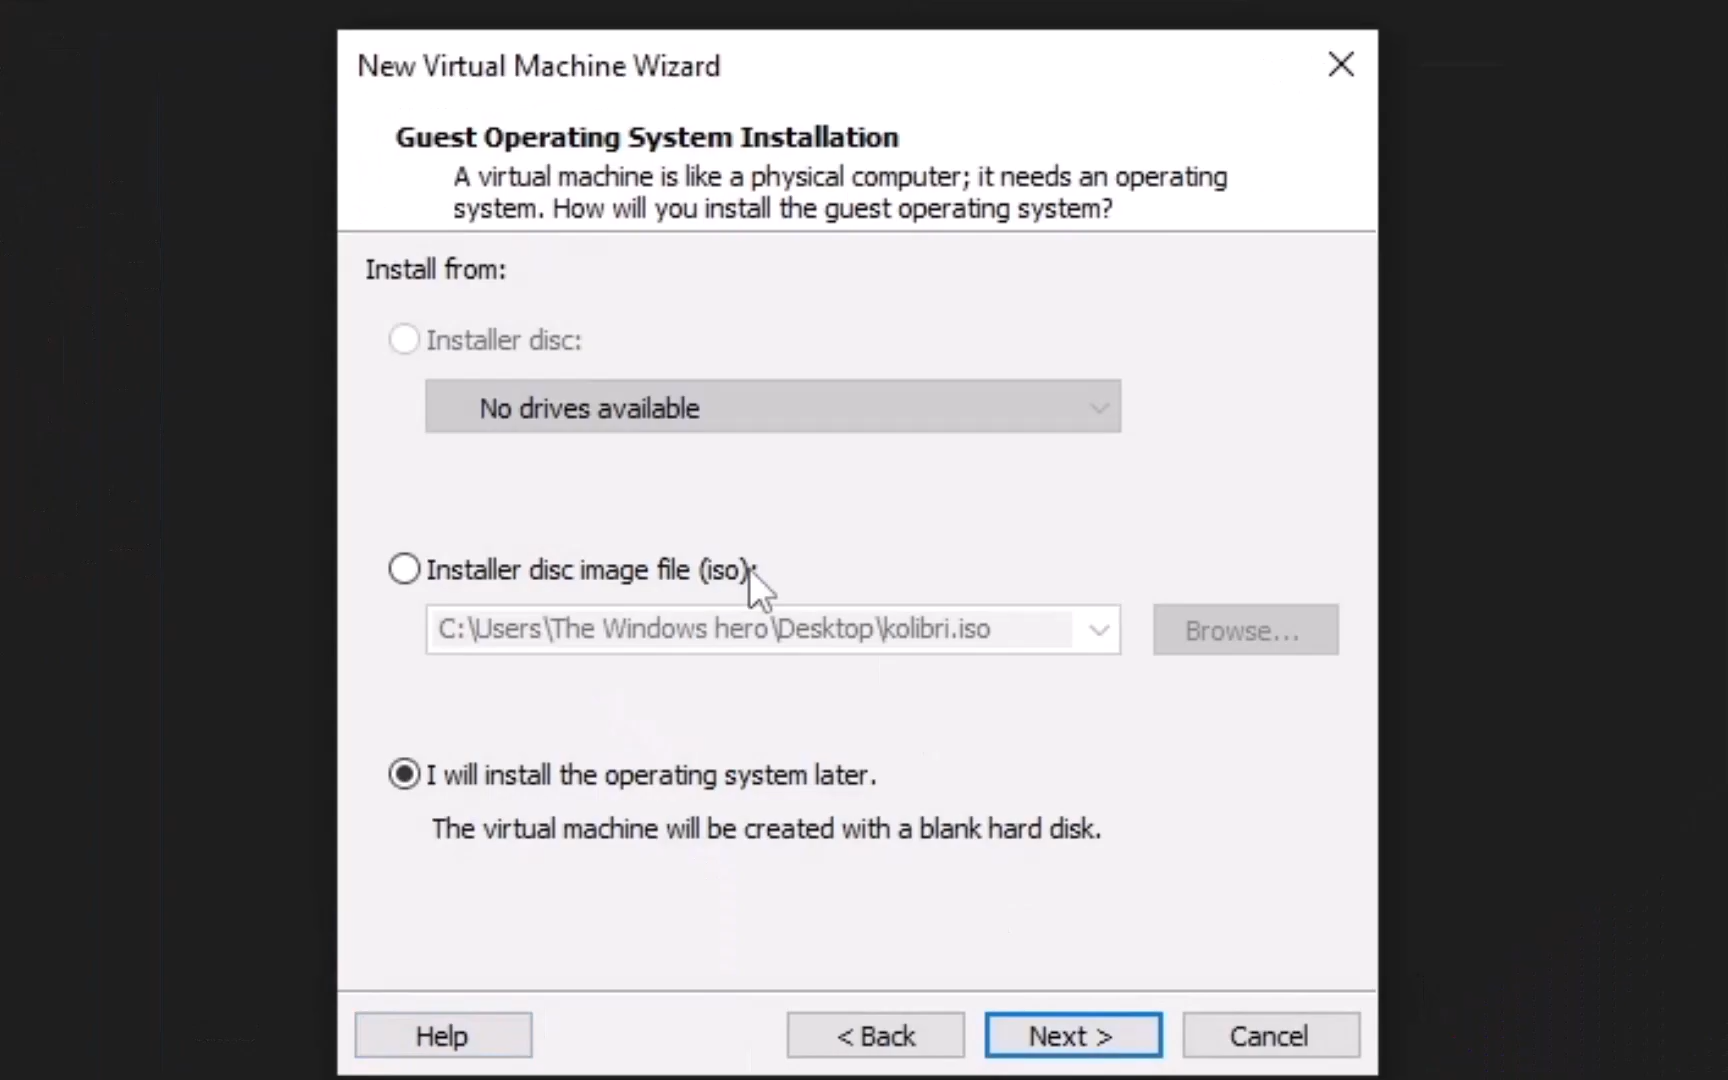 New Virtual Machine Wizard
Guest Operating System Installation
A virtual machine is like a physical computer; it needs an operating
system. How will you install the guest operating system?
Install from:
Installer disc:
No drives available
Installer disc image file (iso):
C:\Users\The Windows hero\Desktop\kolibri.iso
Browse...
I will install the operating system later.
The virtual machine will be created with a blank hard disk.
Help
< Back
Next >
Cancel